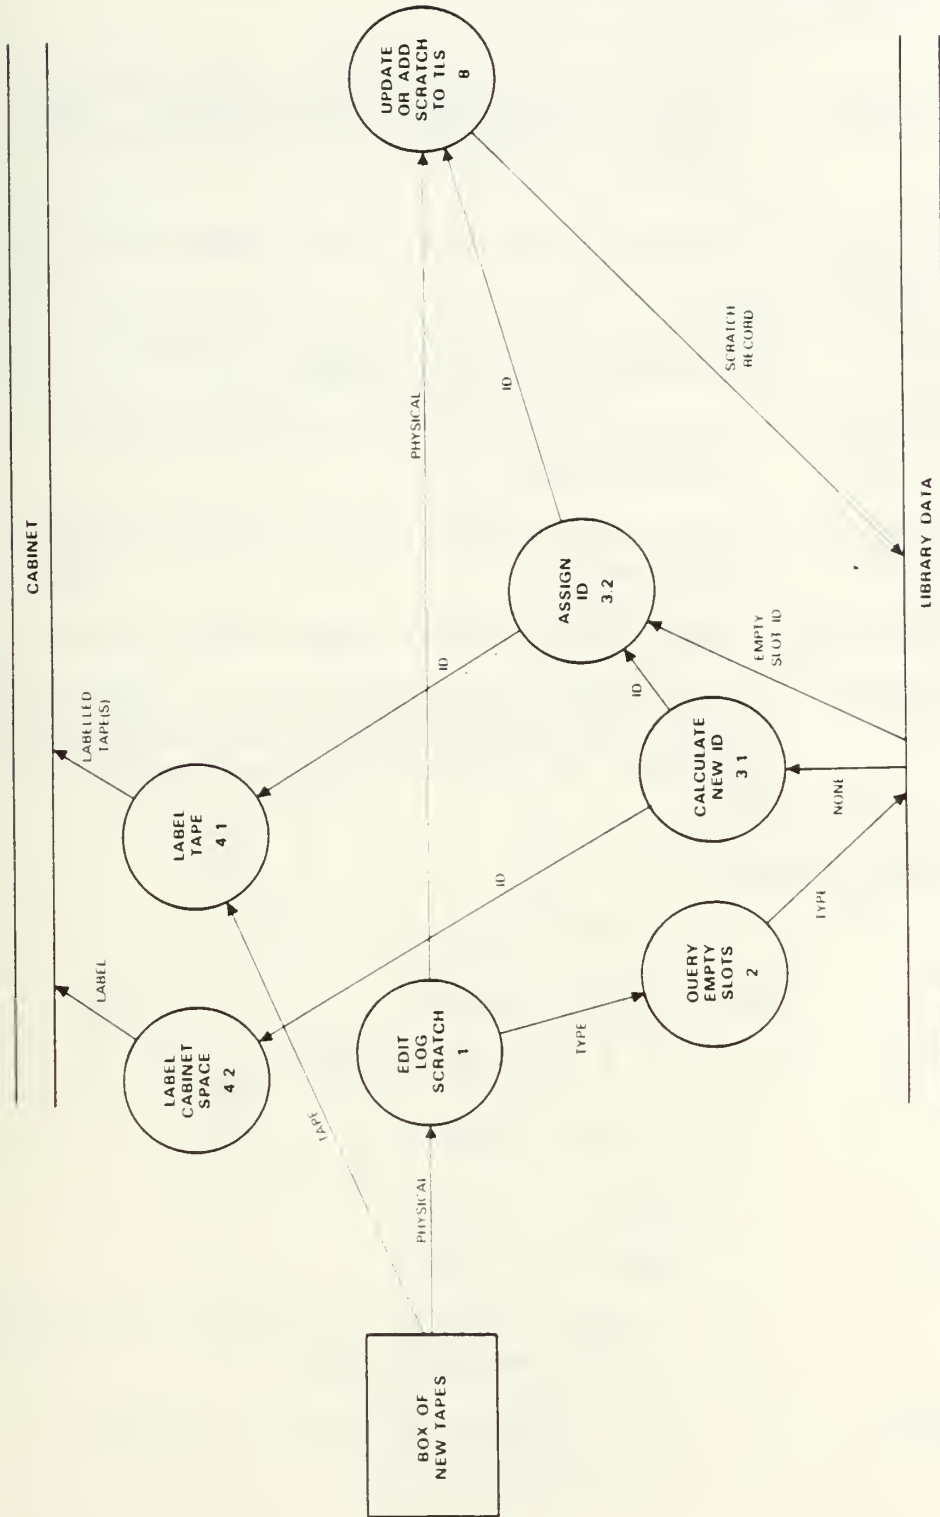 CABINET
LABEL
LABELLED
TAPE(S)
LABEL
CABINET
SPACE
4 2
LABEL
TAPE
4 1
TAPE
ID
ID
BOX OF
NEW TAPES
PHYSICAL
EDIT
LOG
SCRATCH
1
PHYSICAL
UPDATE
OR ADD
SCRATCH
TO TLS
8
TYPE
ID
ASSIGN
ID
3.2
ID
QUERY
EMPTY
SLOTS
2
CALCULATE
NEW ID
3 1
TYPE
NONE
EMPTY
SLOT ID
SCRATCH
RECORD
LIBRARY DATA